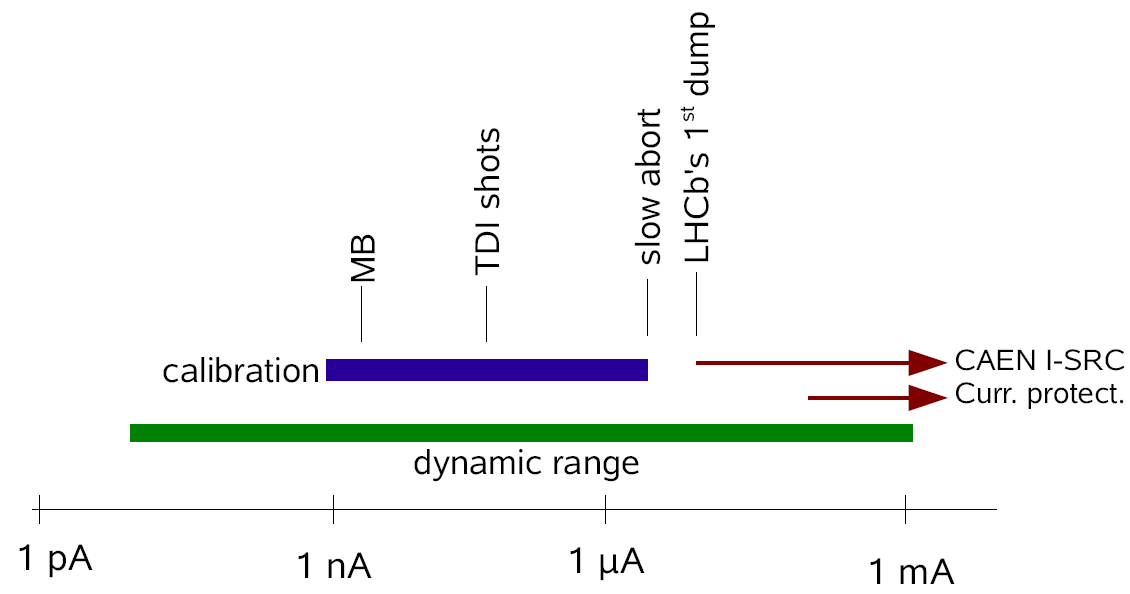 LHCb's 1st dump
slow abort
TDI shots
MB
calibration
CAEN I-SRC
Curr. protect.
dynamic range
1 pA
1 nA
1 µA
1 mA